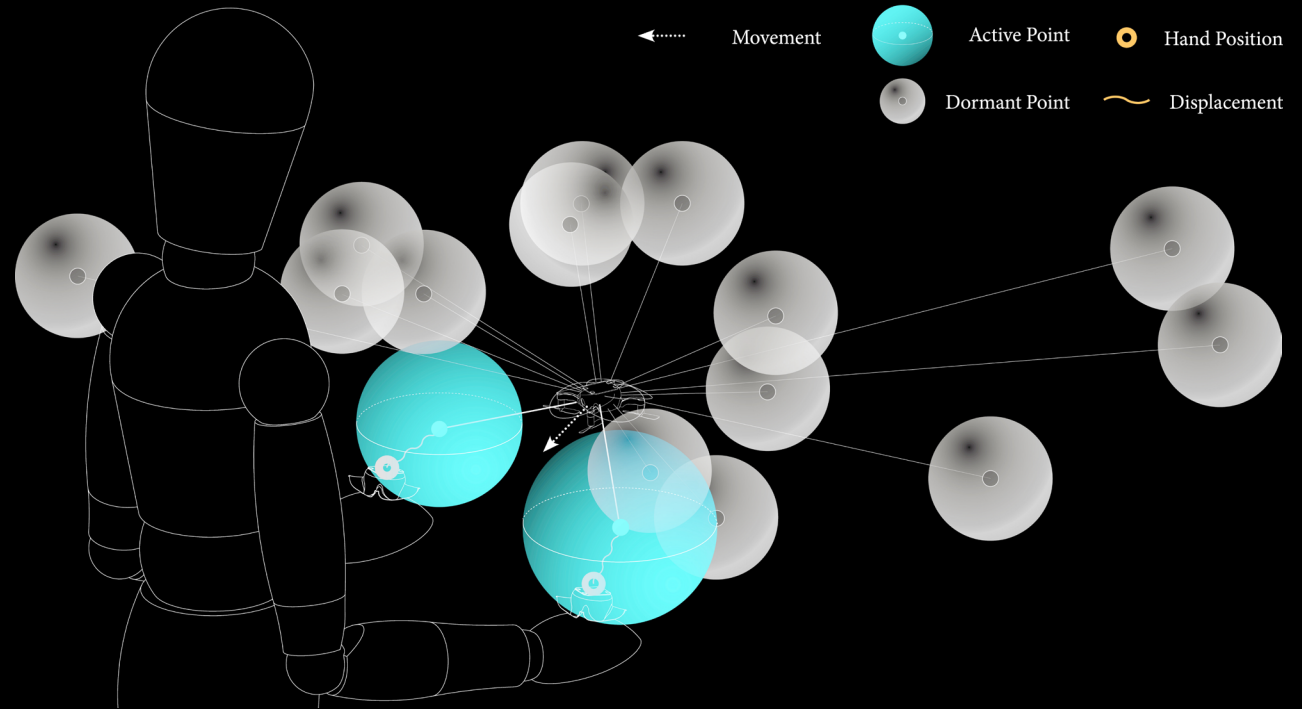 Movement
Active Point
Hand Position
Dormant Point
Displacement